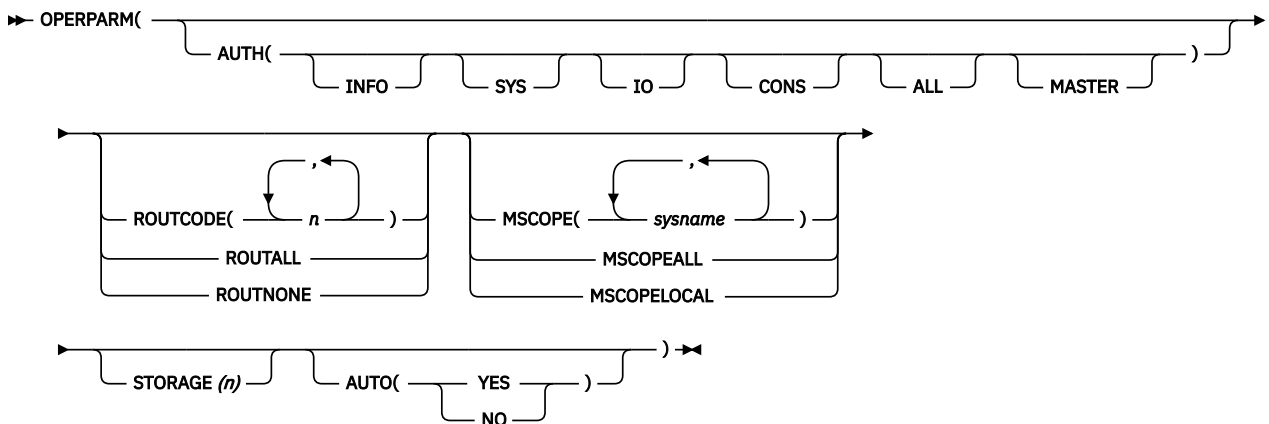 OPERPARM(
AUTH( INFO SYS IO CONS ALL MASTER )
, ,
ROUTCODE( n ) MSCOPE( sysname )
ROUTALL MSCOPEALL
ROUTNONE MSCOPELOCAL
)
STORAGE (n) AUTO( YES )
NO